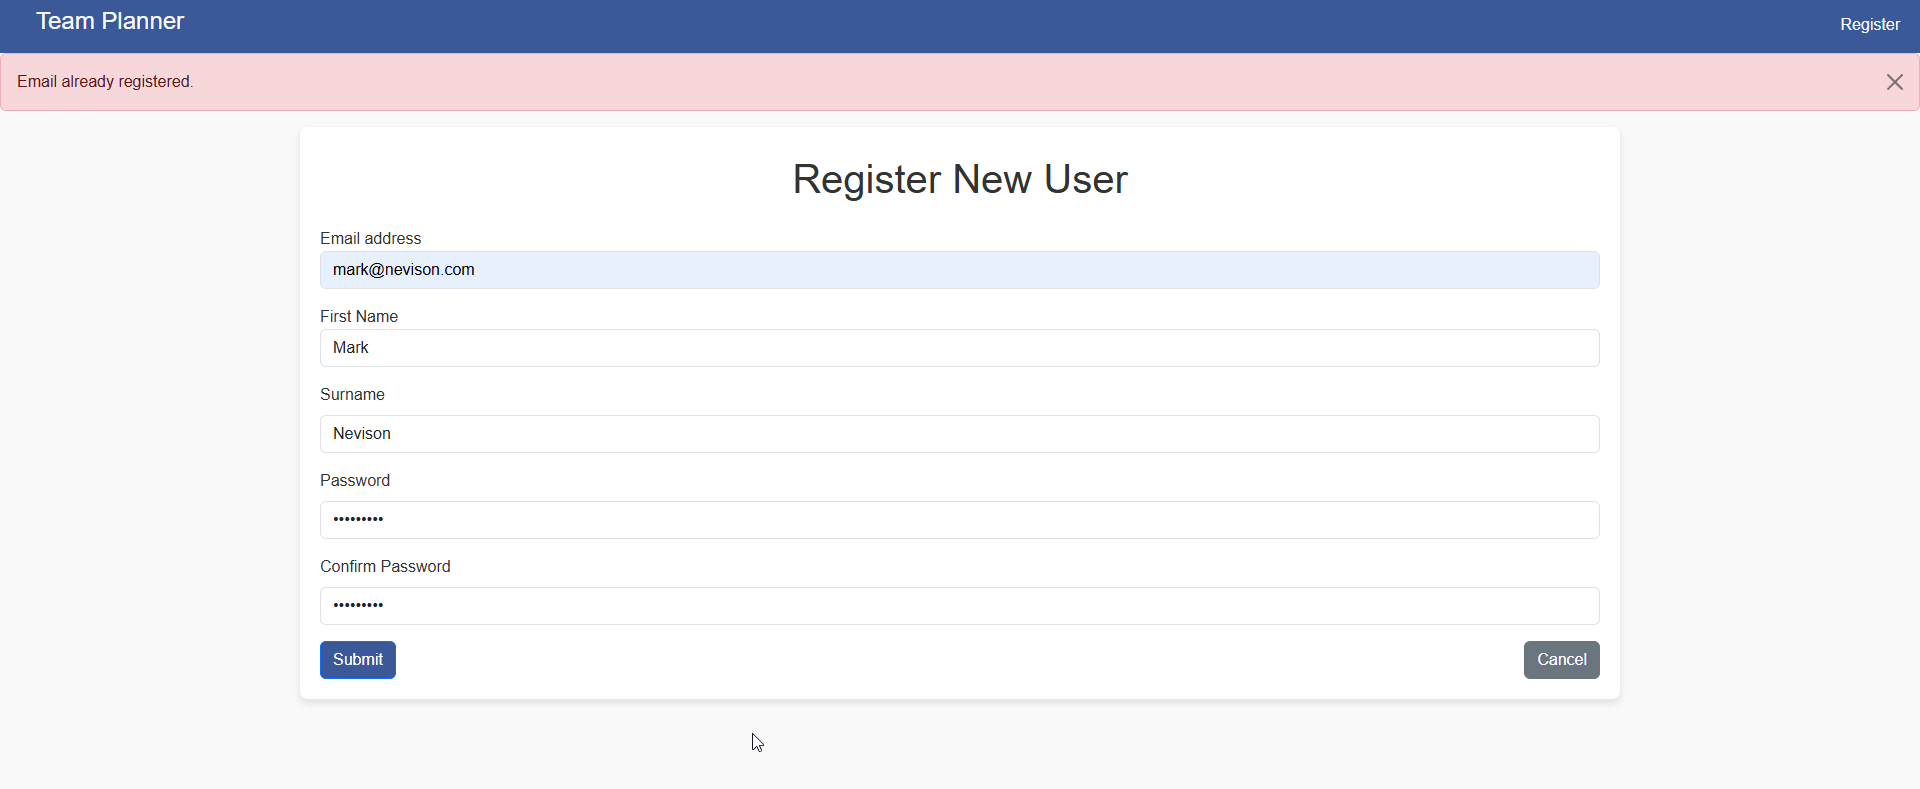 Team Planner
Register
Email already registered.
Register New User
Email address
mark@nevison.com
First Name
Mark
Surname
Nevison
Password
•••••••••
Confirm Password
•••••••••
Submit
Cancel